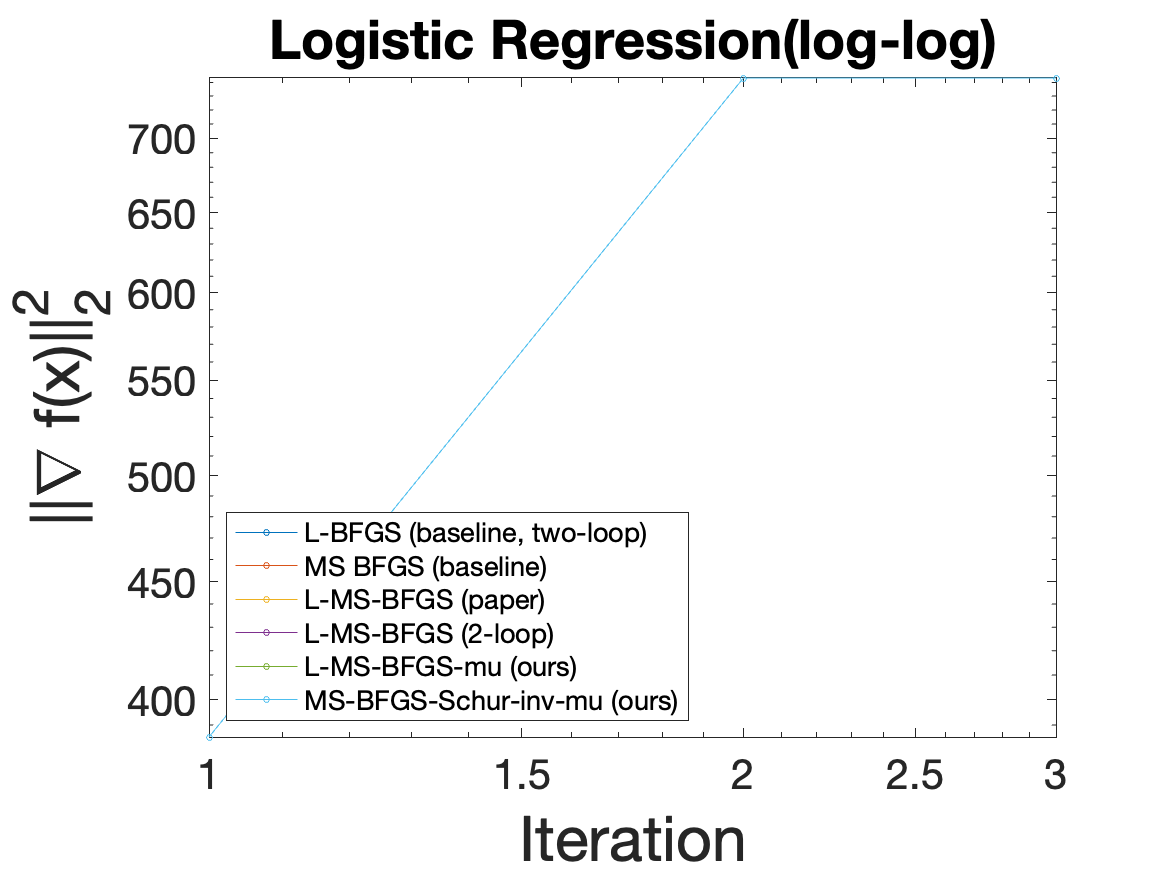 Logistic Regression(log-log)
||∇ f(x)||₂²
700
650
600
550
500
450
400
L-BFGS (baseline, two-loop)
MS BFGS (baseline)
L-MS-BFGS (paper)
L-MS-BFGS (2-loop)
L-MS-BFGS-mu (ours)
MS-BFGS-Schur-inv-mu (ours)
1 1.5 2 2.5 3
Iteration